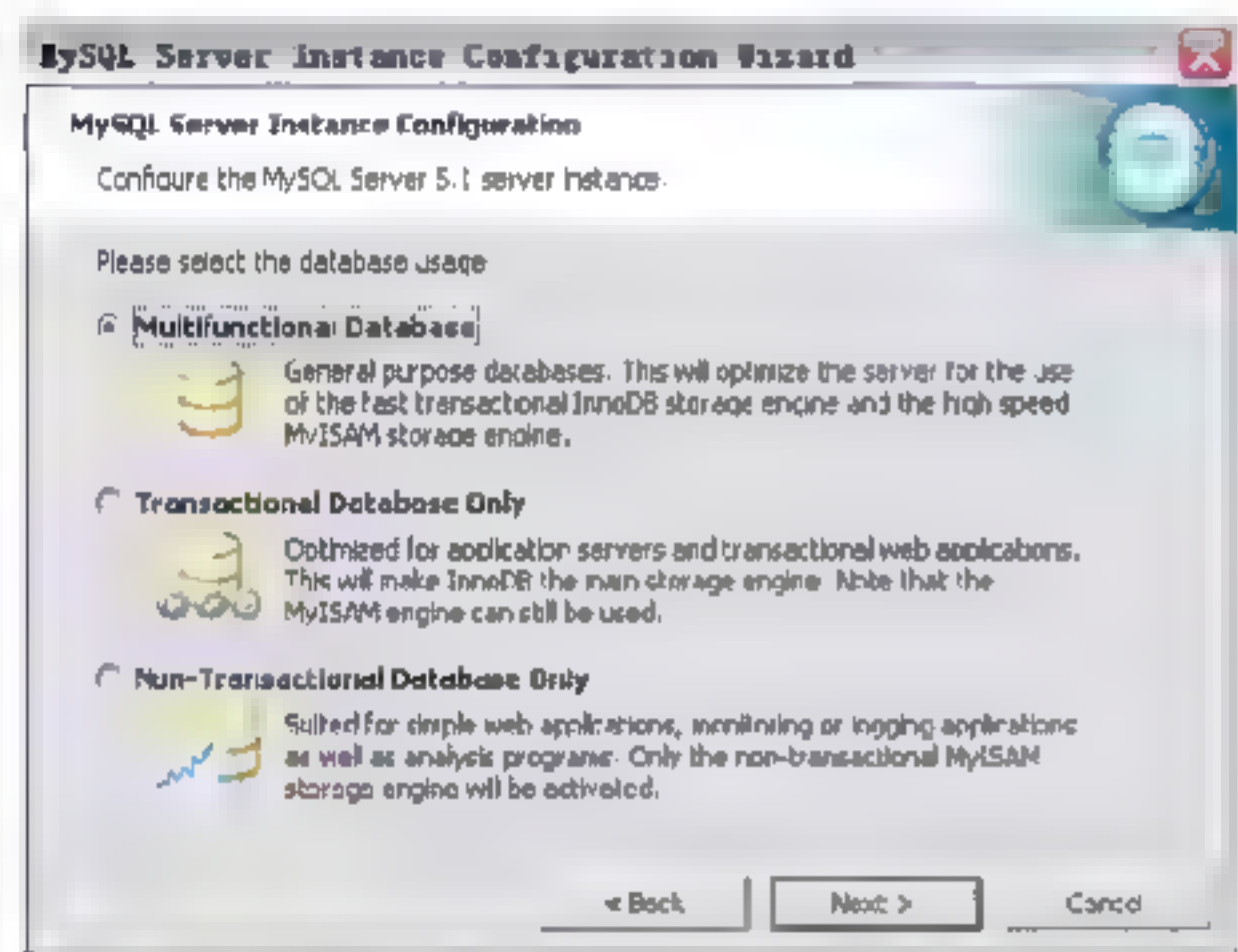 MySQL Server Instance Configuration Wizard
MySQL Server Instance Configuration
Configure the MySQL Server 5.1 server instance.
Please select the database usage
Multifunctional Database
General purpose databases. This will optimize the server for the use
of the fast transactional InnoDB storage engine and the high speed
MyISAM storage engine.
Transactional Database Only
Optimized for application servers and transactional web applications.
This will make InnoDB the main storage engine. Note that the
MyISAM engine can still be used.
Non-Transactional Database Only
Suited for simple web applications, monitoring or logging applications
as well as analysis programs. Only the non-transactional MyISAM
storage engine will be activated.
< Back
Next >
Cancel